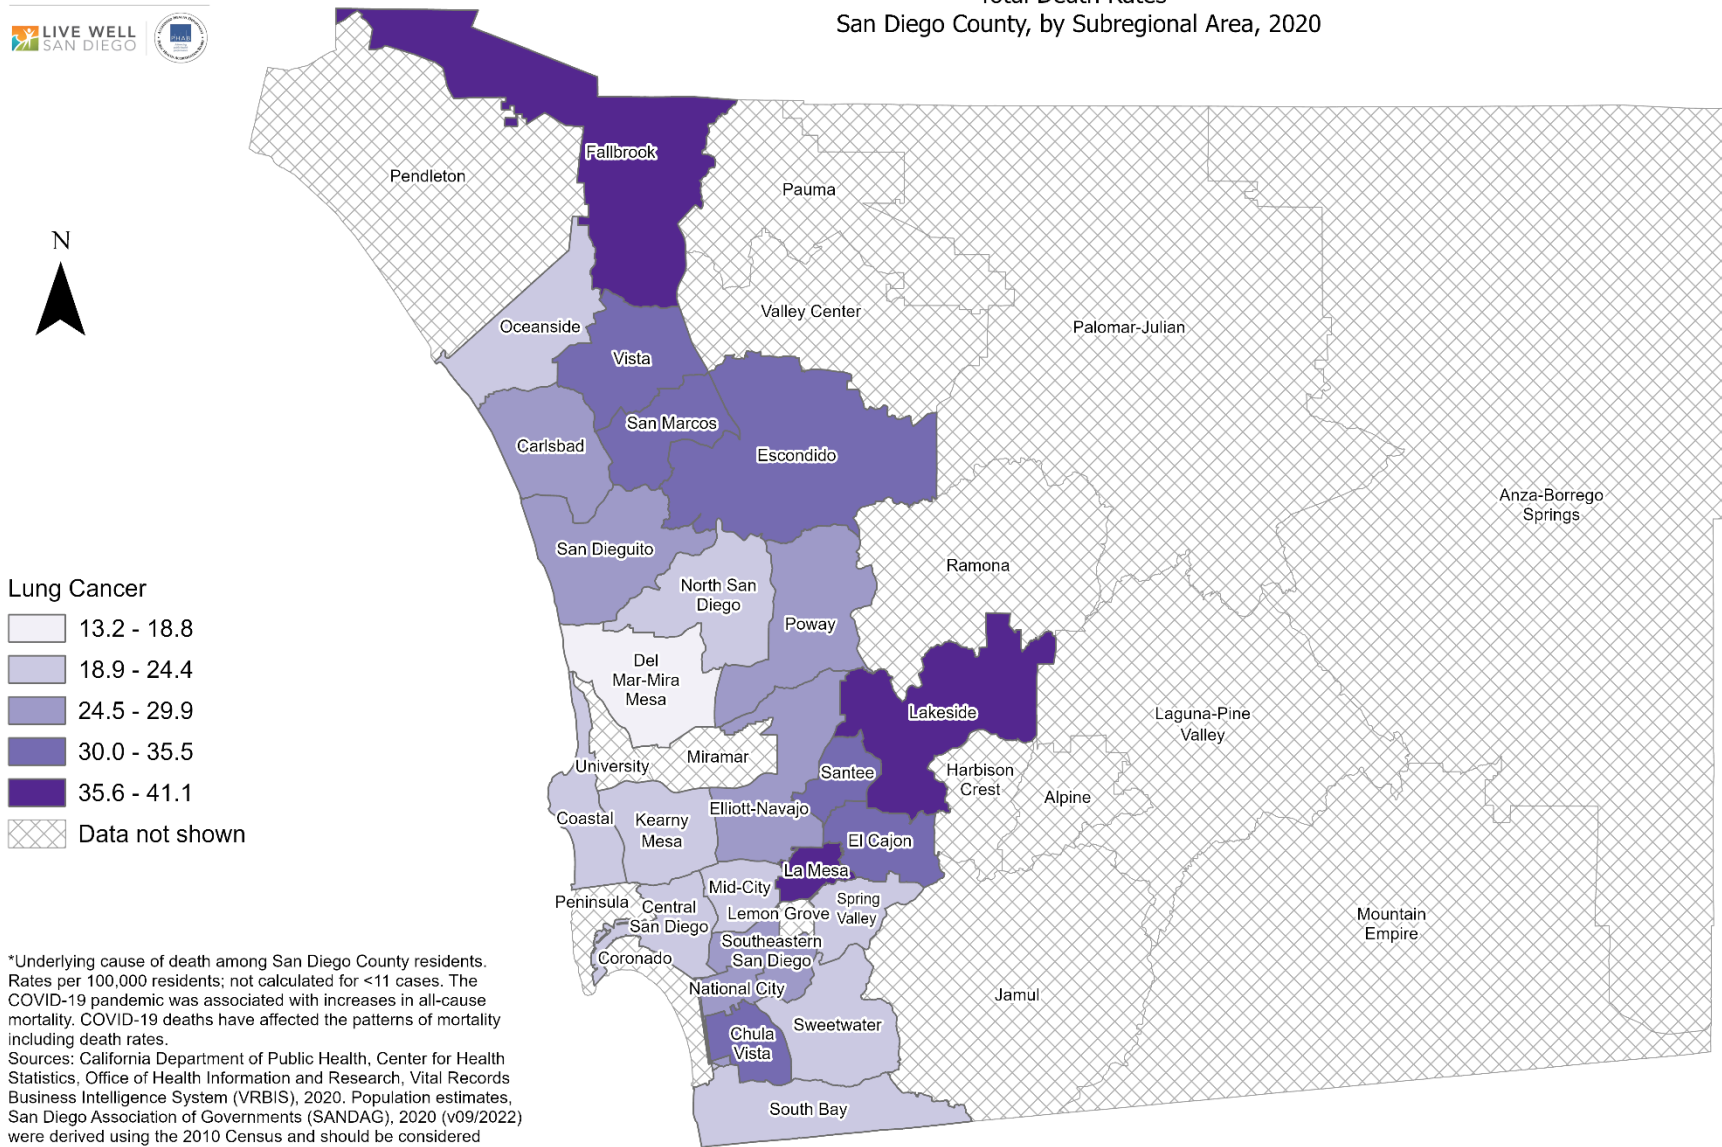 Total Death Rates
San Diego County, by Subregional Area, 2020
LIVE WELL
SAN DIEGO
PHAB
N
Fallbrook
Pendleton
Pauma
Valley Center
Palomar-Julian
Oceanside
Vista
San Marcos
Carlsbad
Escondido
Anza-Borrego
Springs
San Dieguito
Ramona
North San
Diego
Poway
Del
Mar-Mira
Mesa
Lakeside
Laguna-Pine
Valley
University
Miramar
Santee
Harbison
Crest
Alpine
Elliott-Navajo
Coastal
Kearny
Mesa
El Cajon
La Mesa
Mid-City
Spring
Valley
Peninsula
Central
San Diego
Lemon Grove
Mountain
Empire
Southeastern
San Diego
Coronado
National City
Jamul
Sweetwater
Chula
Vista
South Bay
Lung Cancer
13.2 - 18.8
18.9 - 24.4
24.5 - 29.9
30.0 - 35.5
35.6 - 41.1
Data not shown
*Underlying cause of death among San Diego County residents.
Rates per 100,000 residents; not calculated for <11 cases. The
COVID-19 pandemic was associated with increases in all-cause
mortality. COVID-19 deaths have affected the patterns of mortality
including death rates.
Sources: California Department of Public Health, Center for Health
Statistics, Office of Health Information and Research, Vital Records
Business Intelligence System (VRBIS), 2020. Population estimates,
San Diego Association of Governments (SANDAG), 2020 (v09/2022)
were derived using the 2010 Census and should be considered